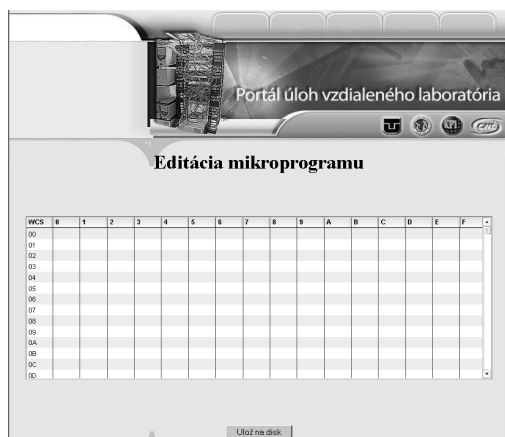 Portál úloh vzdialeného laboratória
KPI
Editácia mikroprogramu
WCS 0 1 2 3 4 5 6 7 8 9 A B C D E F
00
01
02
03
04
05
06
07
08
09
0A
0B
0C
0D
Ulož na disk